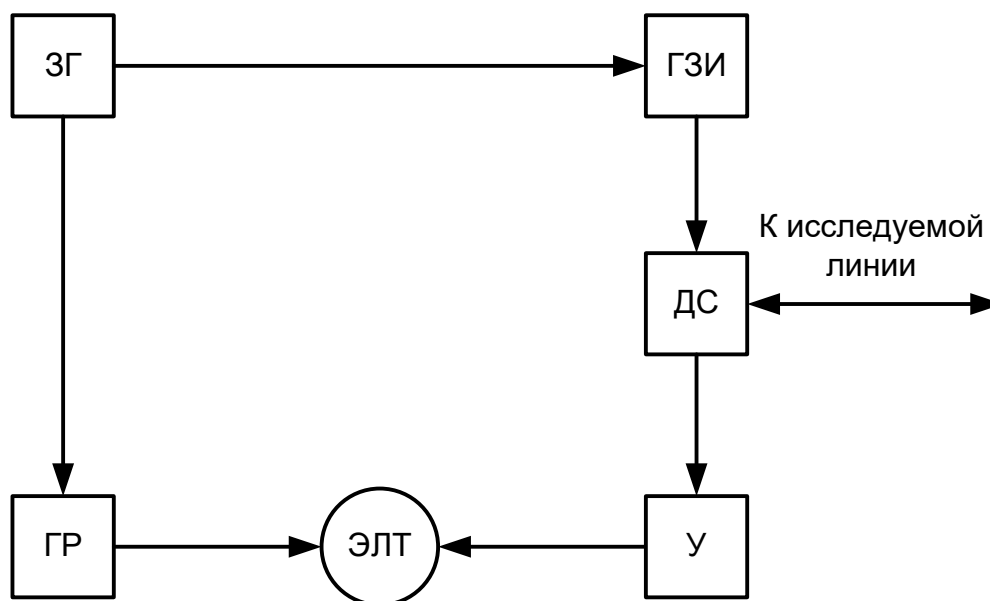 ЗГ
ГЗИ
К исследуемой
линии
ДС
ГР
ЭЛТ
У